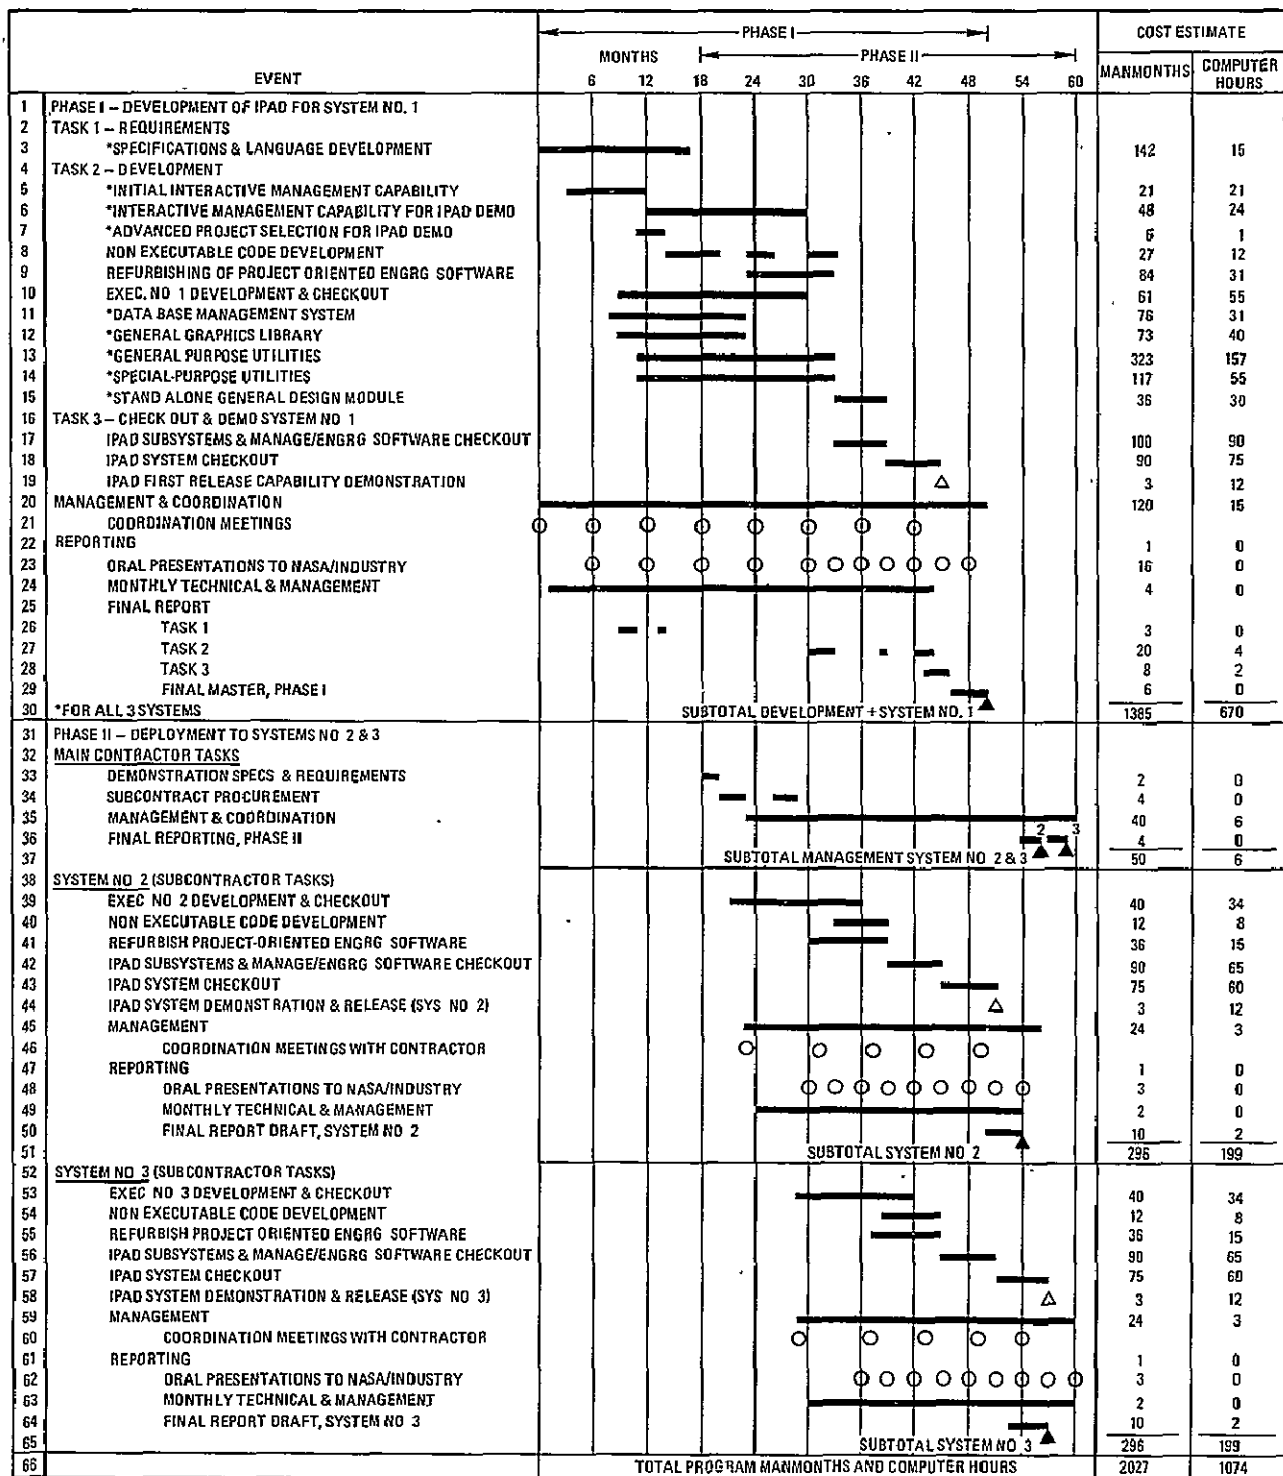 PHASE I
COST ESTIMATE
MONTHS PHASE II
EVENT 6 12 18 24 30 36 42 48 54 60 MANMONTHS COMPUTER HOURS
1 PHASE I – DEVELOPMENT OF IPAD FOR SYSTEM NO. 1
2 TASK 1 – REQUIREMENTS
3 *SPECIFICATIONS & LANGUAGE DEVELOPMENT 142 15
4 TASK 2 – DEVELOPMENT
5 *INITIAL INTERACTIVE MANAGEMENT CAPABILITY 21 21
6 *INTERACTIVE MANAGEMENT CAPABILITY FOR IPAD DEMO 48 24
7 *ADVANCED PROJECT SELECTION FOR IPAD DEMO 6 1
8 NON EXECUTABLE CODE DEVELOPMENT 27 12
9 REFURBISHING OF PROJECT ORIENTED ENGRG SOFTWARE 84 31
10 EXEC. NO 1 DEVELOPMENT & CHECKOUT 61 55
11 *DATA BASE MANAGEMENT SYSTEM 76 31
12 *GENERAL GRAPHICS LIBRARY 73 40
13 *GENERAL PURPOSE UTILITIES 323 157
14 *SPECIAL-PURPOSE UTILITIES 117 55
15 *STAND ALONE GENERAL DESIGN MODULE 36 30
16 TASK 3 – CHECK OUT & DEMO SYSTEM NO 1
17 IPAD SUBSYSTEMS & MANAGE/ENGRG SOFTWARE CHECKOUT 100 90
18 IPAD SYSTEM CHECKOUT 90 75
19 IPAD FIRST RELEASE CAPABILITY DEMONSTRATION 3 12
20 MANAGEMENT & COORDINATION 120 15
21 COORDINATION MEETINGS
22 REPORTING 1 0
23 ORAL PRESENTATIONS TO NASA/INDUSTRY 16 0
24 MONTHLY TECHNICAL & MANAGEMENT 4 0
25 FINAL REPORT
26 TASK 1 3 0
27 TASK 2 20 4
28 TASK 3 8 2
29 FINAL MASTER, PHASE I 6 0
30 *FOR ALL 3 SYSTEMS SUBTOTAL DEVELOPMENT + SYSTEM NO. 1 1385 670
31 PHASE II – DEPLOYMENT TO SYSTEMS NO 2 & 3
32 MAIN CONTRACTOR TASKS
33 DEMONSTRATION SPECS & REQUIREMENTS 2 0
34 SUBCONTRACT PROCUREMENT 4 0
35 MANAGEMENT & COORDINATION 40 6
36 FINAL REPORTING, PHASE II 2 3 4 0
37 SUBTOTAL MANAGEMENT SYSTEM NO 2 & 3 50 6
38 SYSTEM NO 2 (SUBCONTRACTOR TASKS)
39 EXEC NO 2 DEVELOPMENT & CHECKOUT 40 34
40 NON EXECUTABLE CODE DEVELOPMENT 12 8
41 REFURBISH PROJECT-ORIENTED ENGRG SOFTWARE 36 15
42 IPAD SUBSYSTEMS & MANAGE/ENGRG SOFTWARE CHECKOUT 90 65
43 IPAD SYSTEM CHECKOUT 75 60
44 IPAD SYSTEM DEMONSTRATION & RELEASE (SYS NO 2) 3 12
45 MANAGEMENT 24 3
46 COORDINATION MEETINGS WITH CONTRACTOR
47 REPORTING 1 0
48 ORAL PRESENTATIONS TO NASA/INDUSTRY 3 0
49 MONTHLY TECHNICAL & MANAGEMENT 2 0
50 FINAL REPORT DRAFT, SYSTEM NO 2 10 2
51 SUBTOTAL SYSTEM NO 2 296 199
52 SYSTEM NO 3 (SUBCONTRACTOR TASKS)
53 EXEC NO 3 DEVELOPMENT & CHECKOUT 40 34
54 NON EXECUTABLE CODE DEVELOPMENT 12 8
55 REFURBISH PROJECT ORIENTED ENGRG SOFTWARE 36 15
56 IPAD SUBSYSTEMS & MANAGE/ENGRG SOFTWARE CHECKOUT 90 65
57 IPAD SYSTEM CHECKOUT 75 60
58 IPAD SYSTEM DEMONSTRATION & RELEASE (SYS NO 3) 3 12
59 MANAGEMENT 24 3
60 COORDINATION MEETINGS WITH CONTRACTOR
61 REPORTING 1 0
62 ORAL PRESENTATIONS TO NASA/INDUSTRY 3 0
63 MONTHLY TECHNICAL & MANAGEMENT 2 0
64 FINAL REPORT DRAFT, SYSTEM NO 3 10 2
65 SUBTOTAL SYSTEM NO 3 296 199
66 TOTAL PROGRAM MANMONTHS AND COMPUTER HOURS 2027 1074